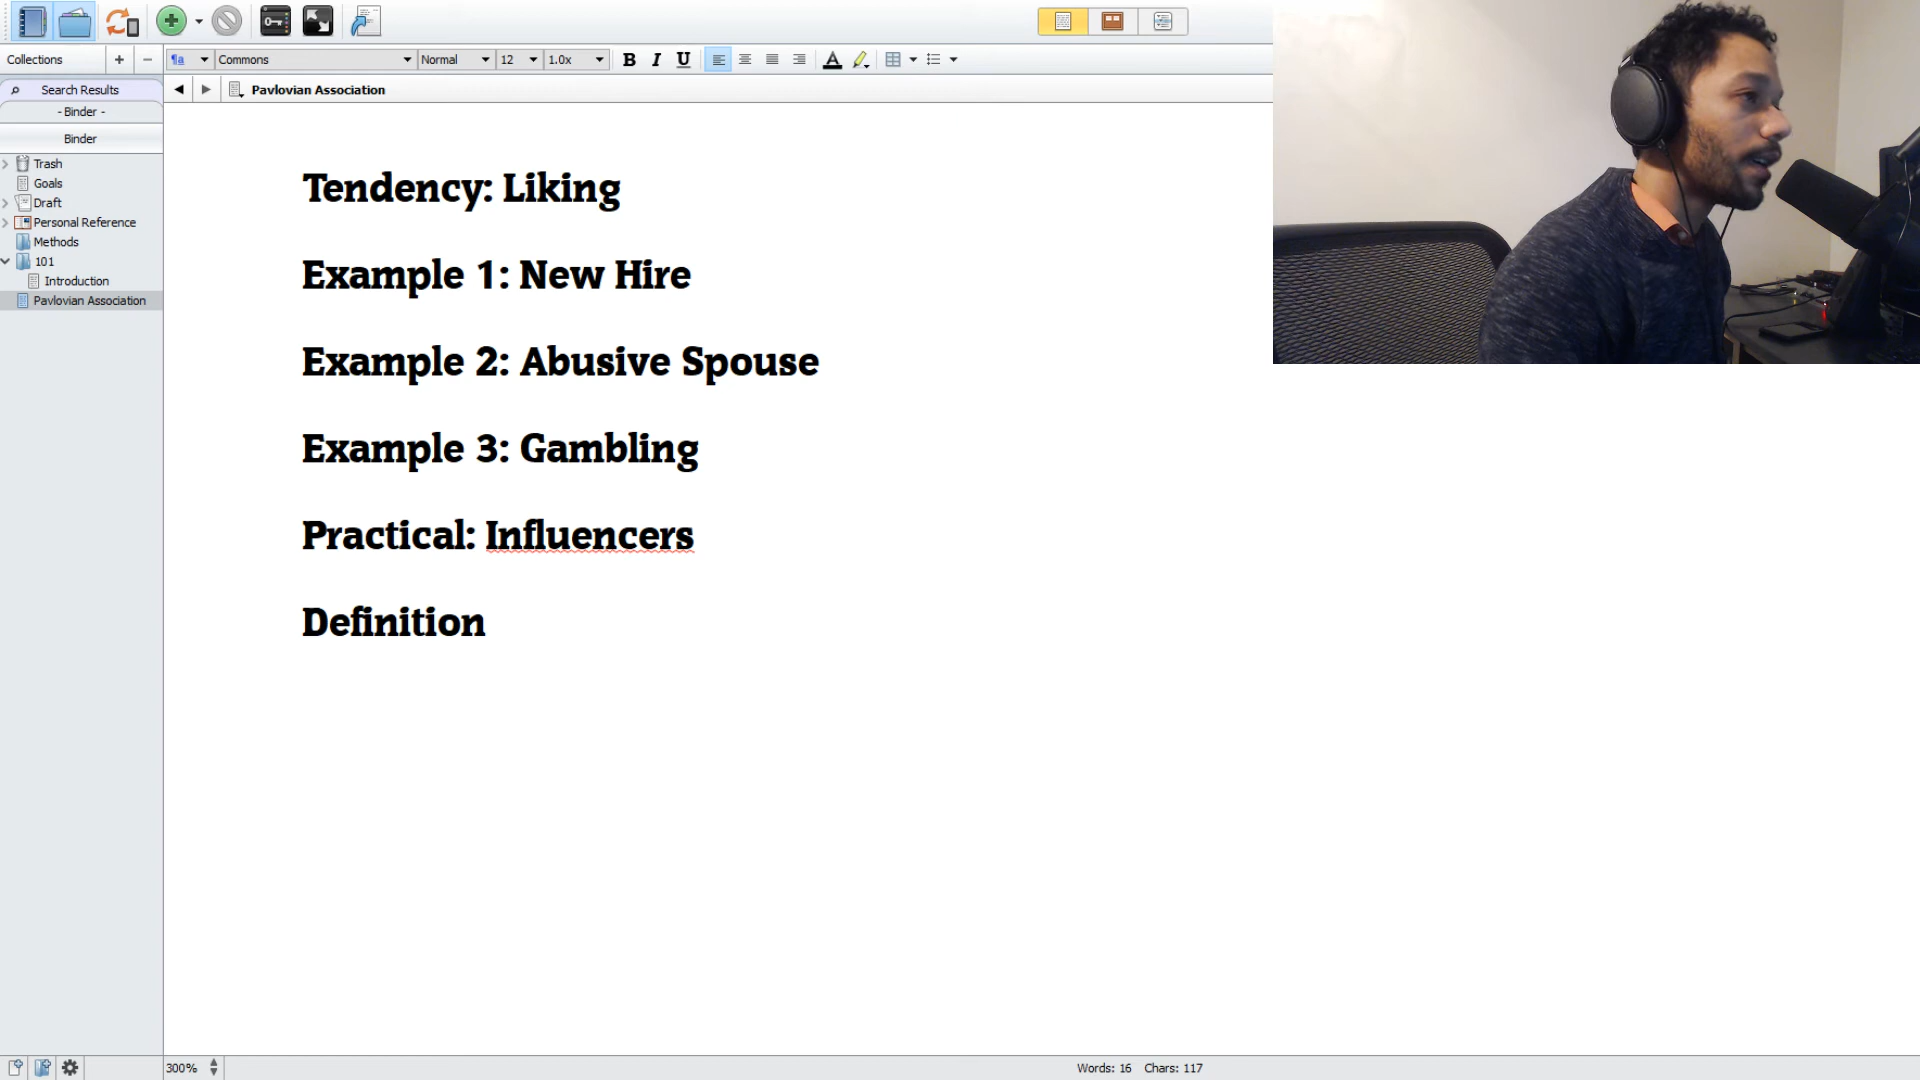 Collections
Commons
Normal
12
1.0x
B I U
A
Search Results
Pavlovian Association
- Binder -
Binder
Trash
Goals
Draft
Personal Reference
Methods
101
Introduction
Pavlovian Association
Tendency: Liking
Example 1: New Hire
Example 2: Abusive Spouse
Example 3: Gambling
Practical: Influencers
Definition
300%
Words: 16 Chars: 117